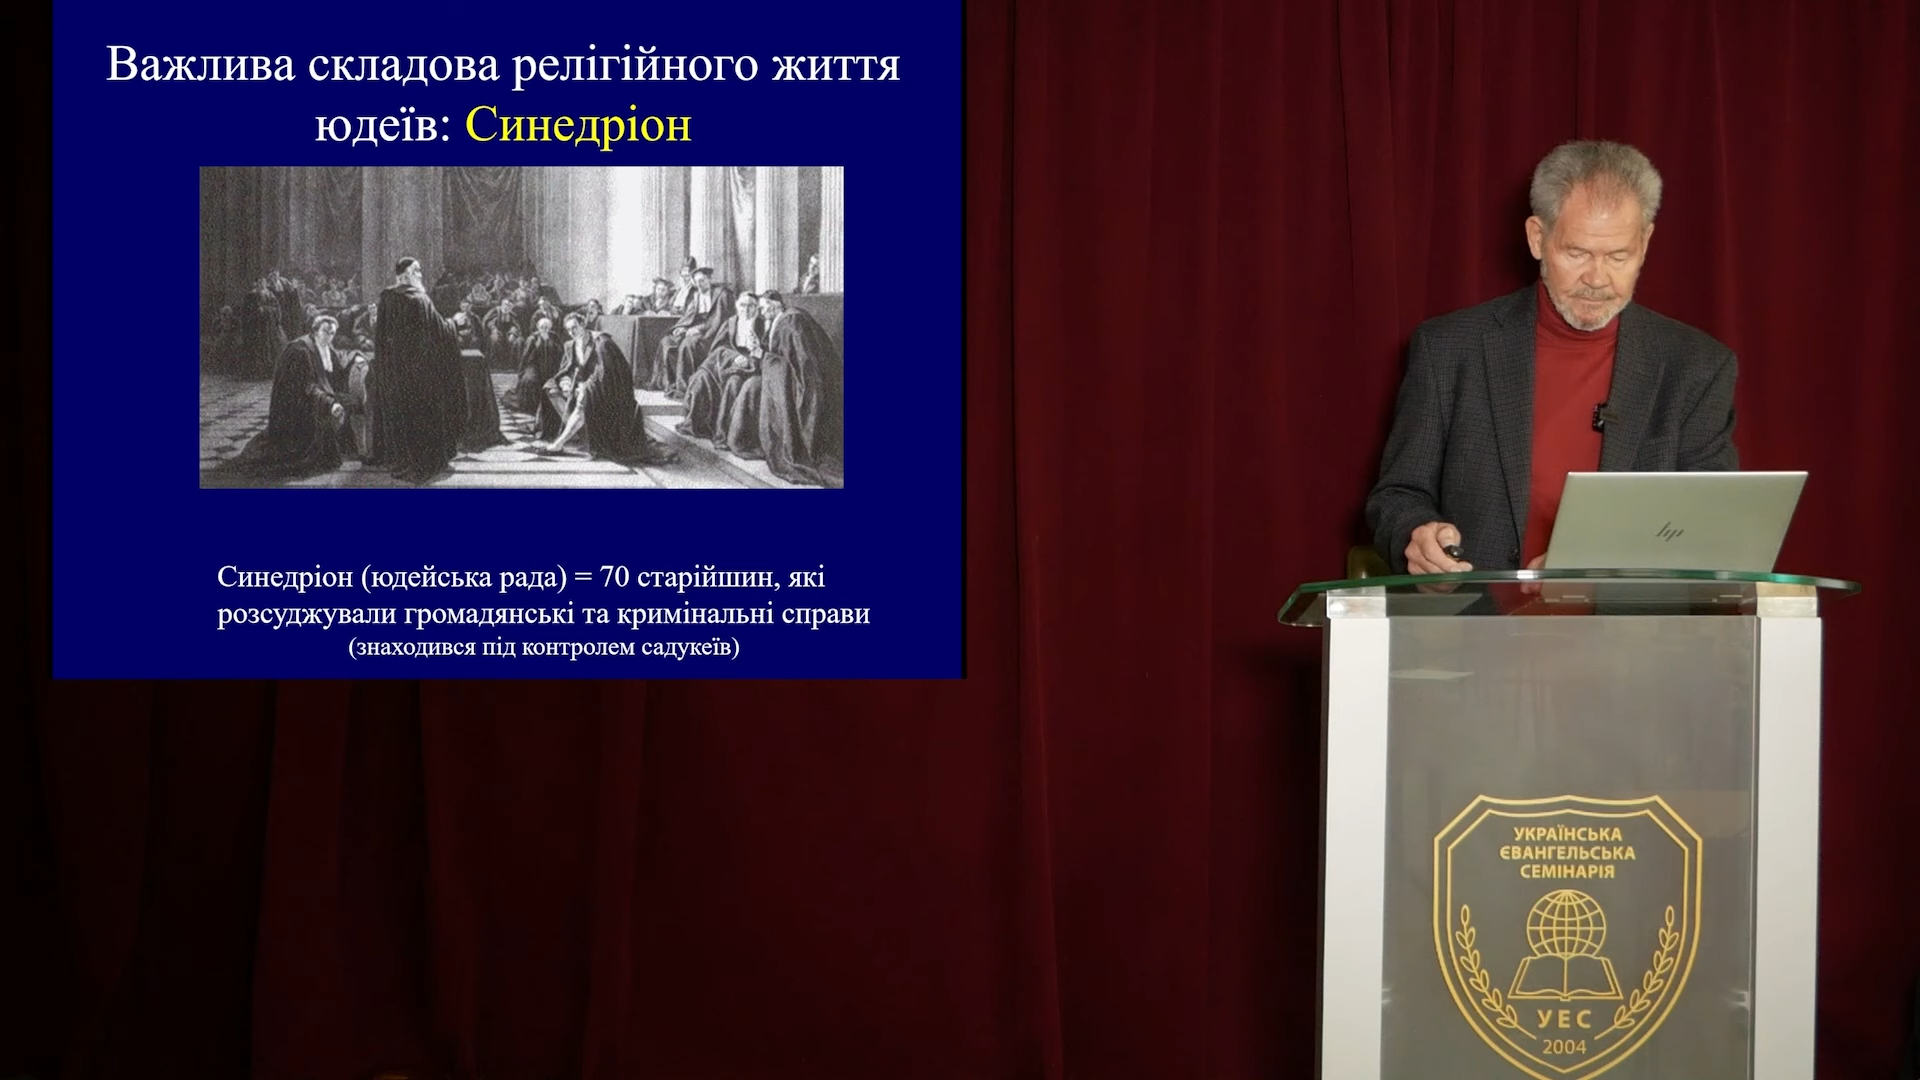 Важлива складова релігійного життя
юдеїв: Синедріон
Синедріон (юдейська рада) = 70 старійшин, які
розсуджували громадянські та кримінальні справи
(знаходився під контролем садукеїв)
hp
УКРАЇНСЬКА
ЄВАНГЕЛЬСЬКА
СЕМІНАРІЯ
УЕС
2004